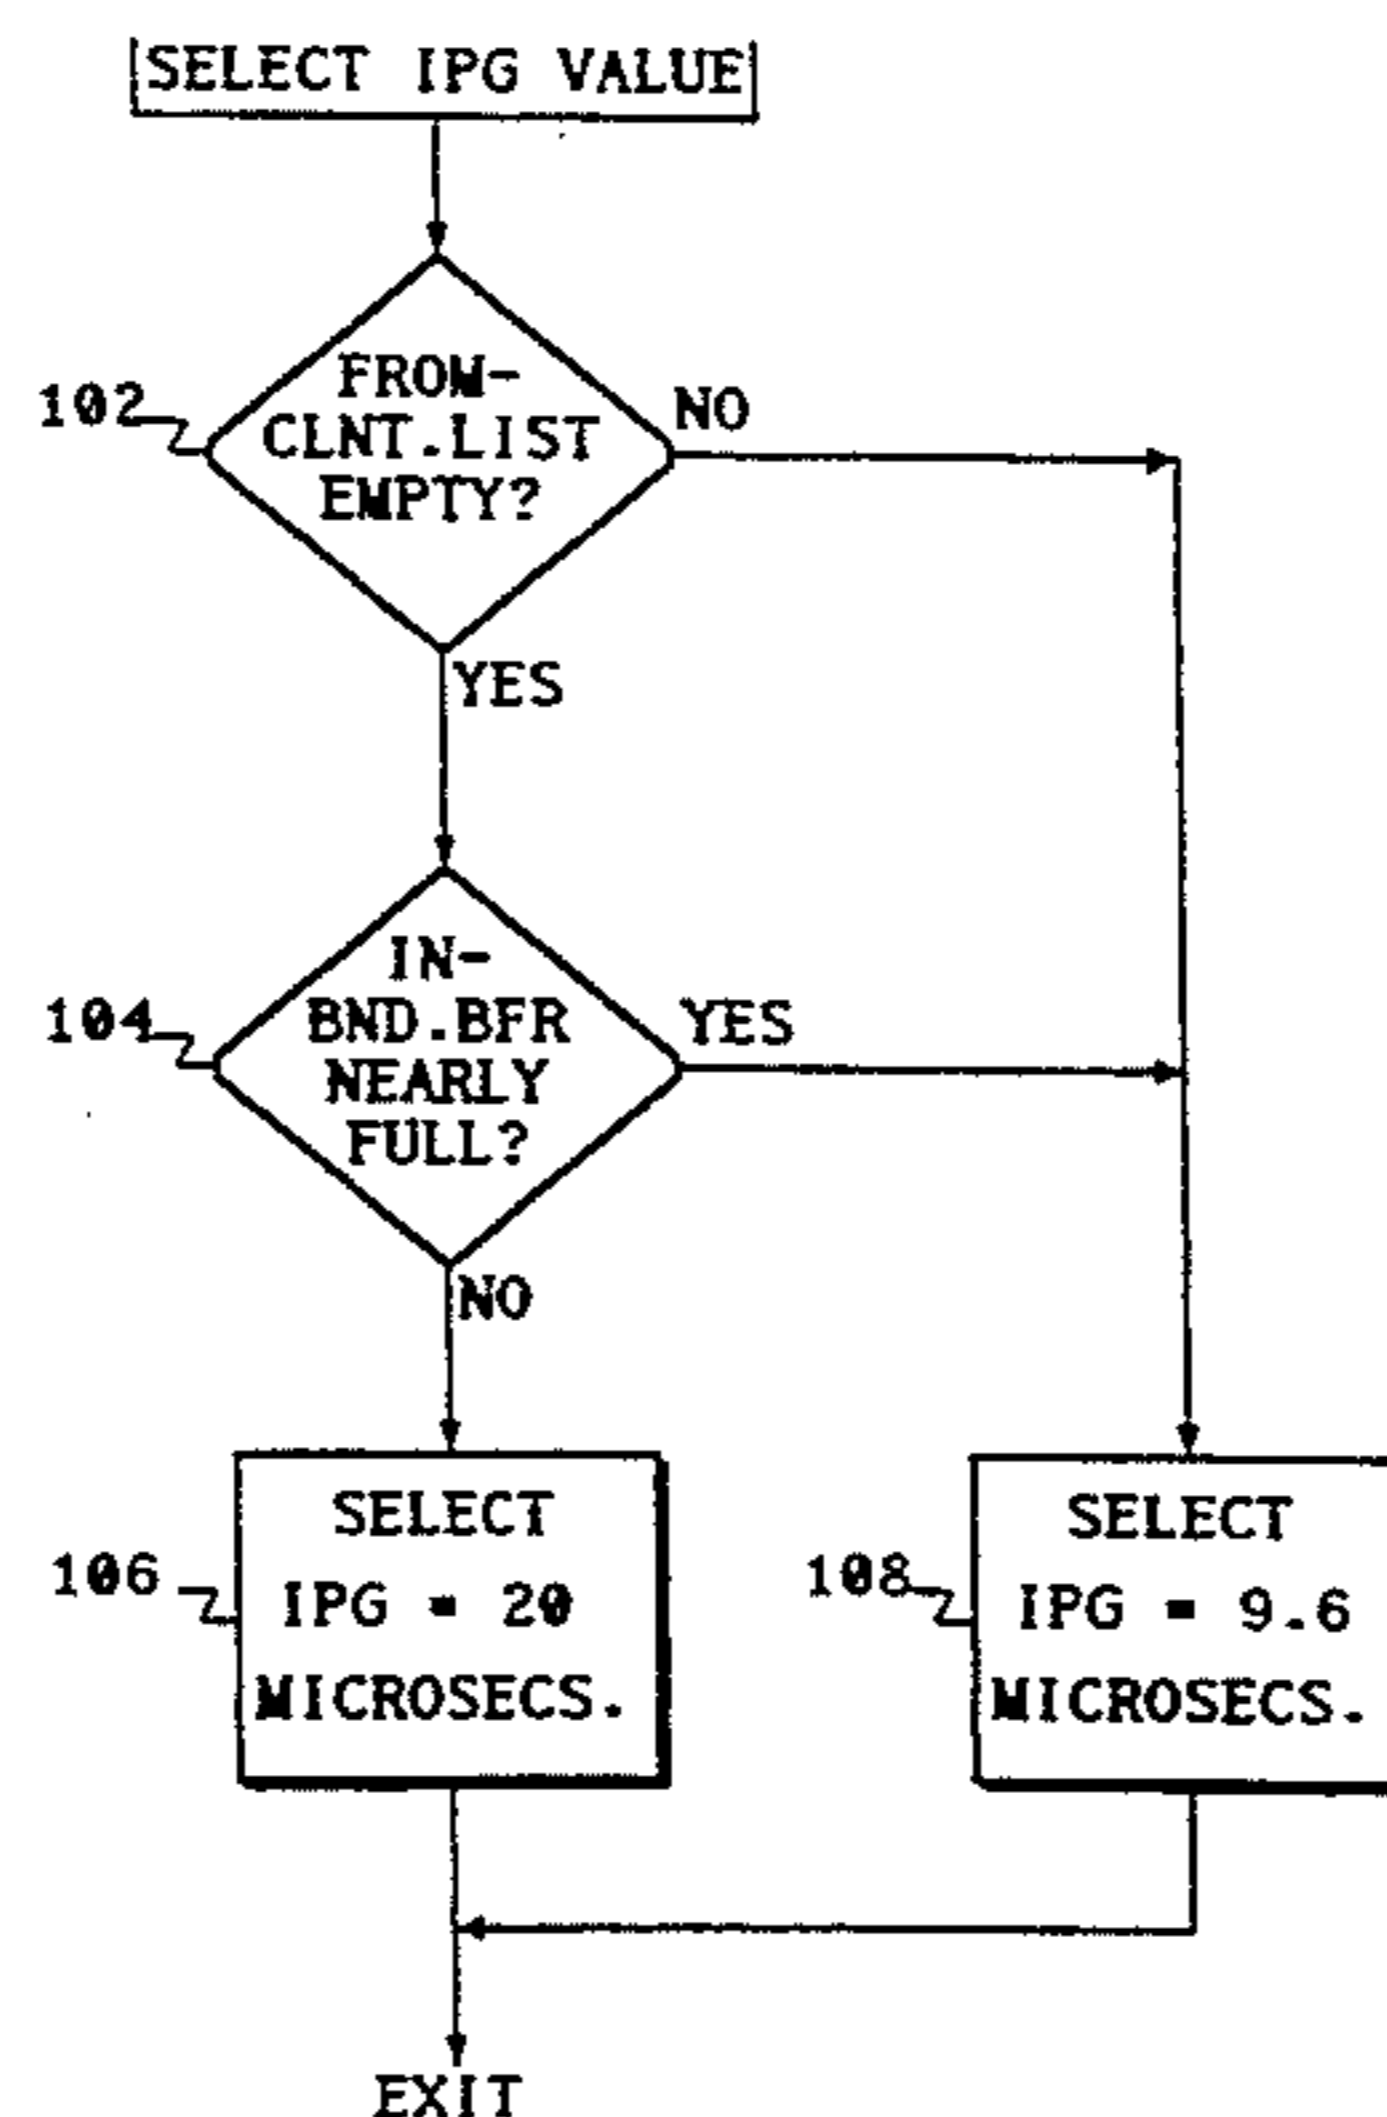 SELECT IPG VALUE
FROM-
CLNT.LIST
EMPTY?
102
NO
YES
IN-
BND.BFR
NEARLY
FULL?
104
YES
NO
SELECT
IPG = 20
MICROSECS.
106
SELECT
IPG = 9.6
MICROSECS.
108
EXIT